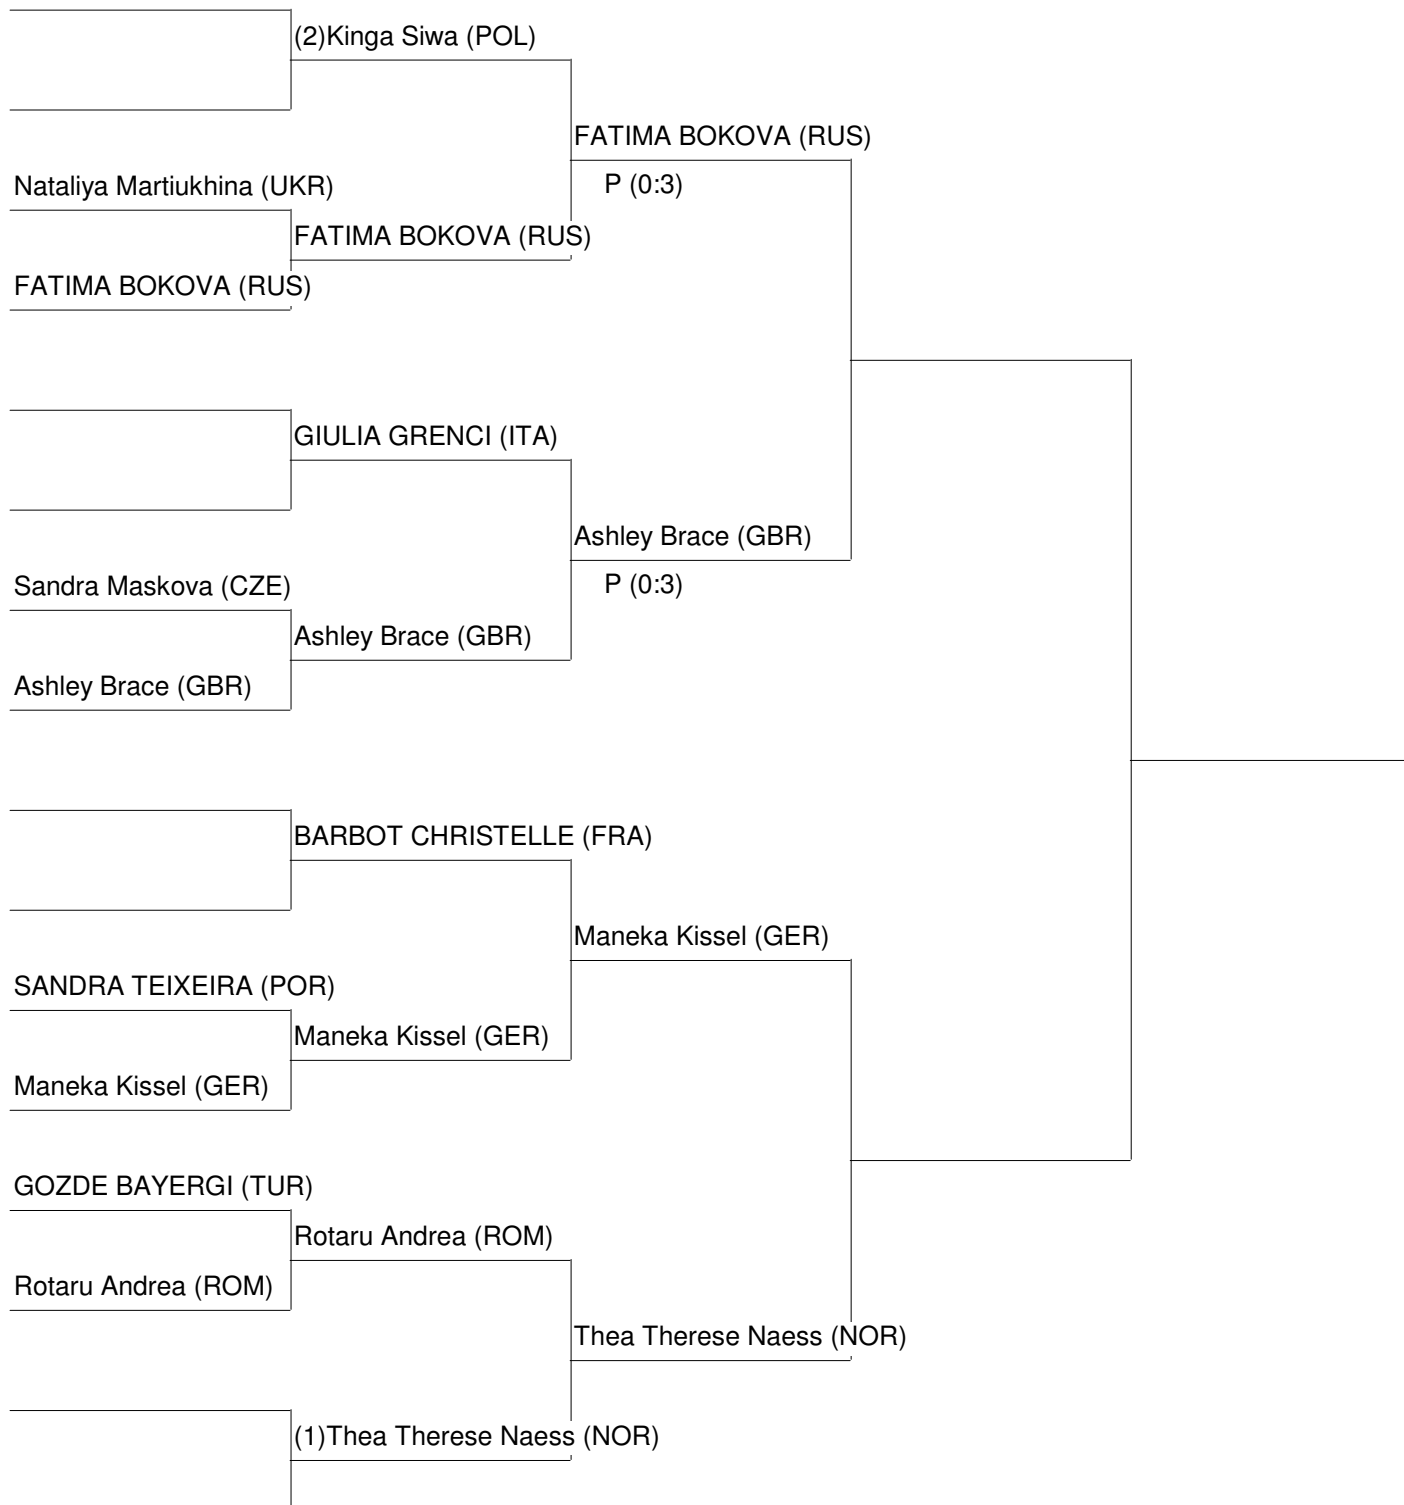 (2)Kinga Siwa (POL)
FATIMA BOKOVA (RUS)
P (0:3)
Nataliya Martiukhina (UKR)
FATIMA BOKOVA (RUS)
FATIMA BOKOVA (RUS)
GIULIA GRENCI (ITA)
Ashley Brace (GBR)
P (0:3)
Sandra Maskova (CZE)
Ashley Brace (GBR)
Ashley Brace (GBR)
BARBOT CHRISTELLE (FRA)
Maneka Kissel (GER)
SANDRA TEIXEIRA (POR)
Maneka Kissel (GER)
Maneka Kissel (GER)
GOZDE BAYERGI (TUR)
Rotaru Andrea (ROM)
Rotaru Andrea (ROM)
Thea Therese Naess (NOR)
(1)Thea Therese Naess (NOR)